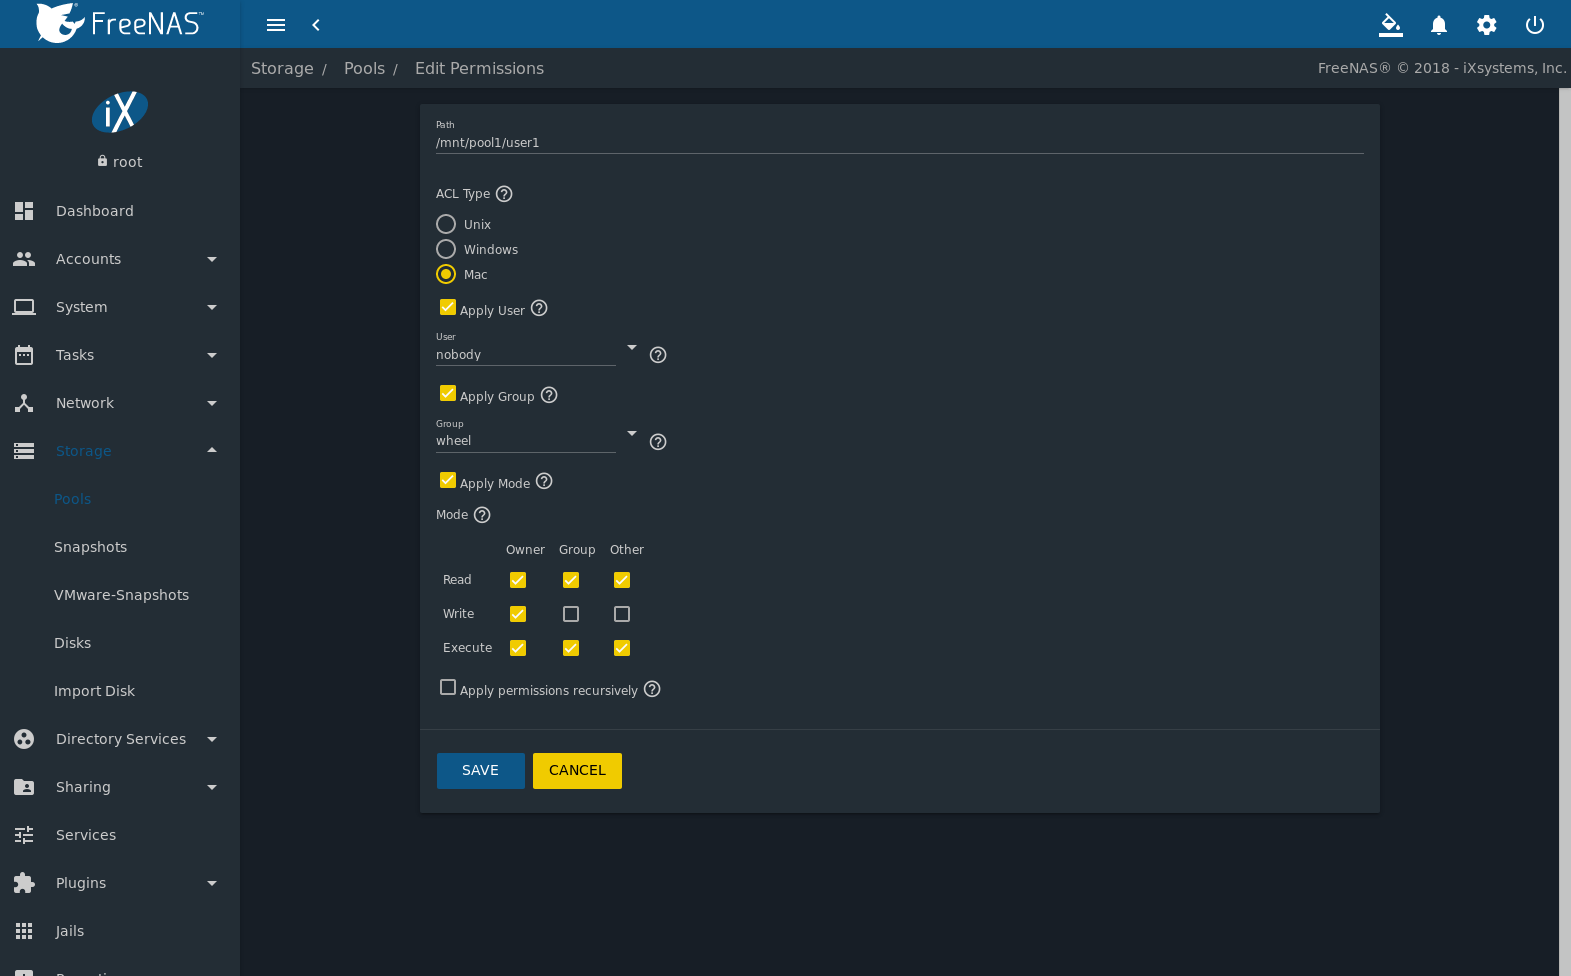 FreeNAS™
Storage / Pools / Edit Permissions
FreeNAS® © 2018 - iXsystems, Inc.
iX
root
Dashboard
Accounts
System
Tasks
Network
Storage
Pools
Snapshots
VMware-Snapshots
Disks
Import Disk
Directory Services
Sharing
Services
Plugins
Jails
Path
/mnt/pool1/user1
ACL Type
Unix
Windows
Mac
Apply User
User
nobody
Apply Group
Group
wheel
Apply Mode
Mode
Owner Group Other
Read
Write
Execute
Apply permissions recursively
SAVE CANCEL